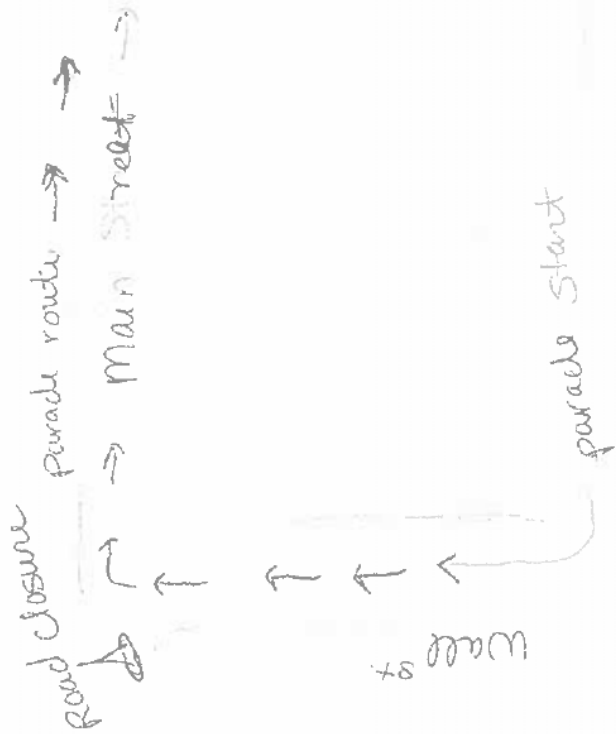 Road closure
Parade route
Main Street
Wall st
parade start